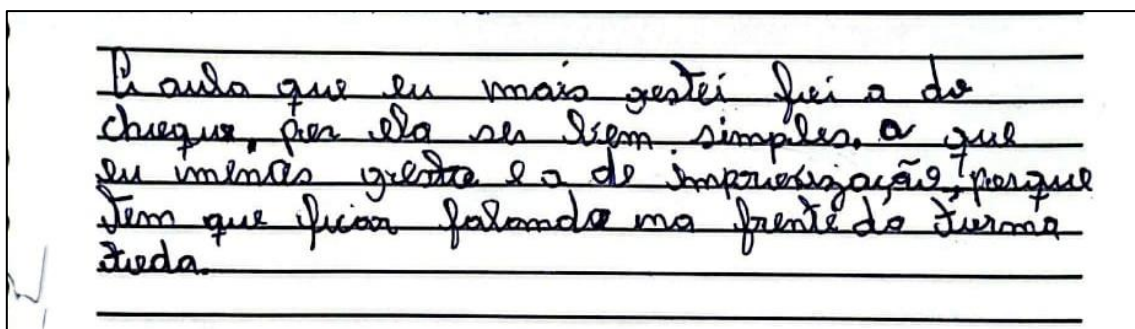 A aula que eu mais gostei foi a do
cheque, por ela ser bem simples. a que
eu menos gosto e a de improvisização, porque
tem que ficar falando na frente da turma
toda.